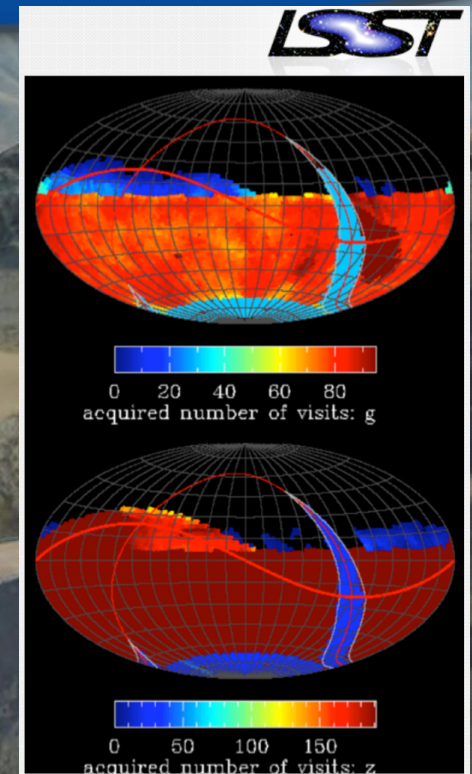 LSST
0 20 40 60 80
acquired number of visits: g
0 50 100 150
acquired number of visits: z